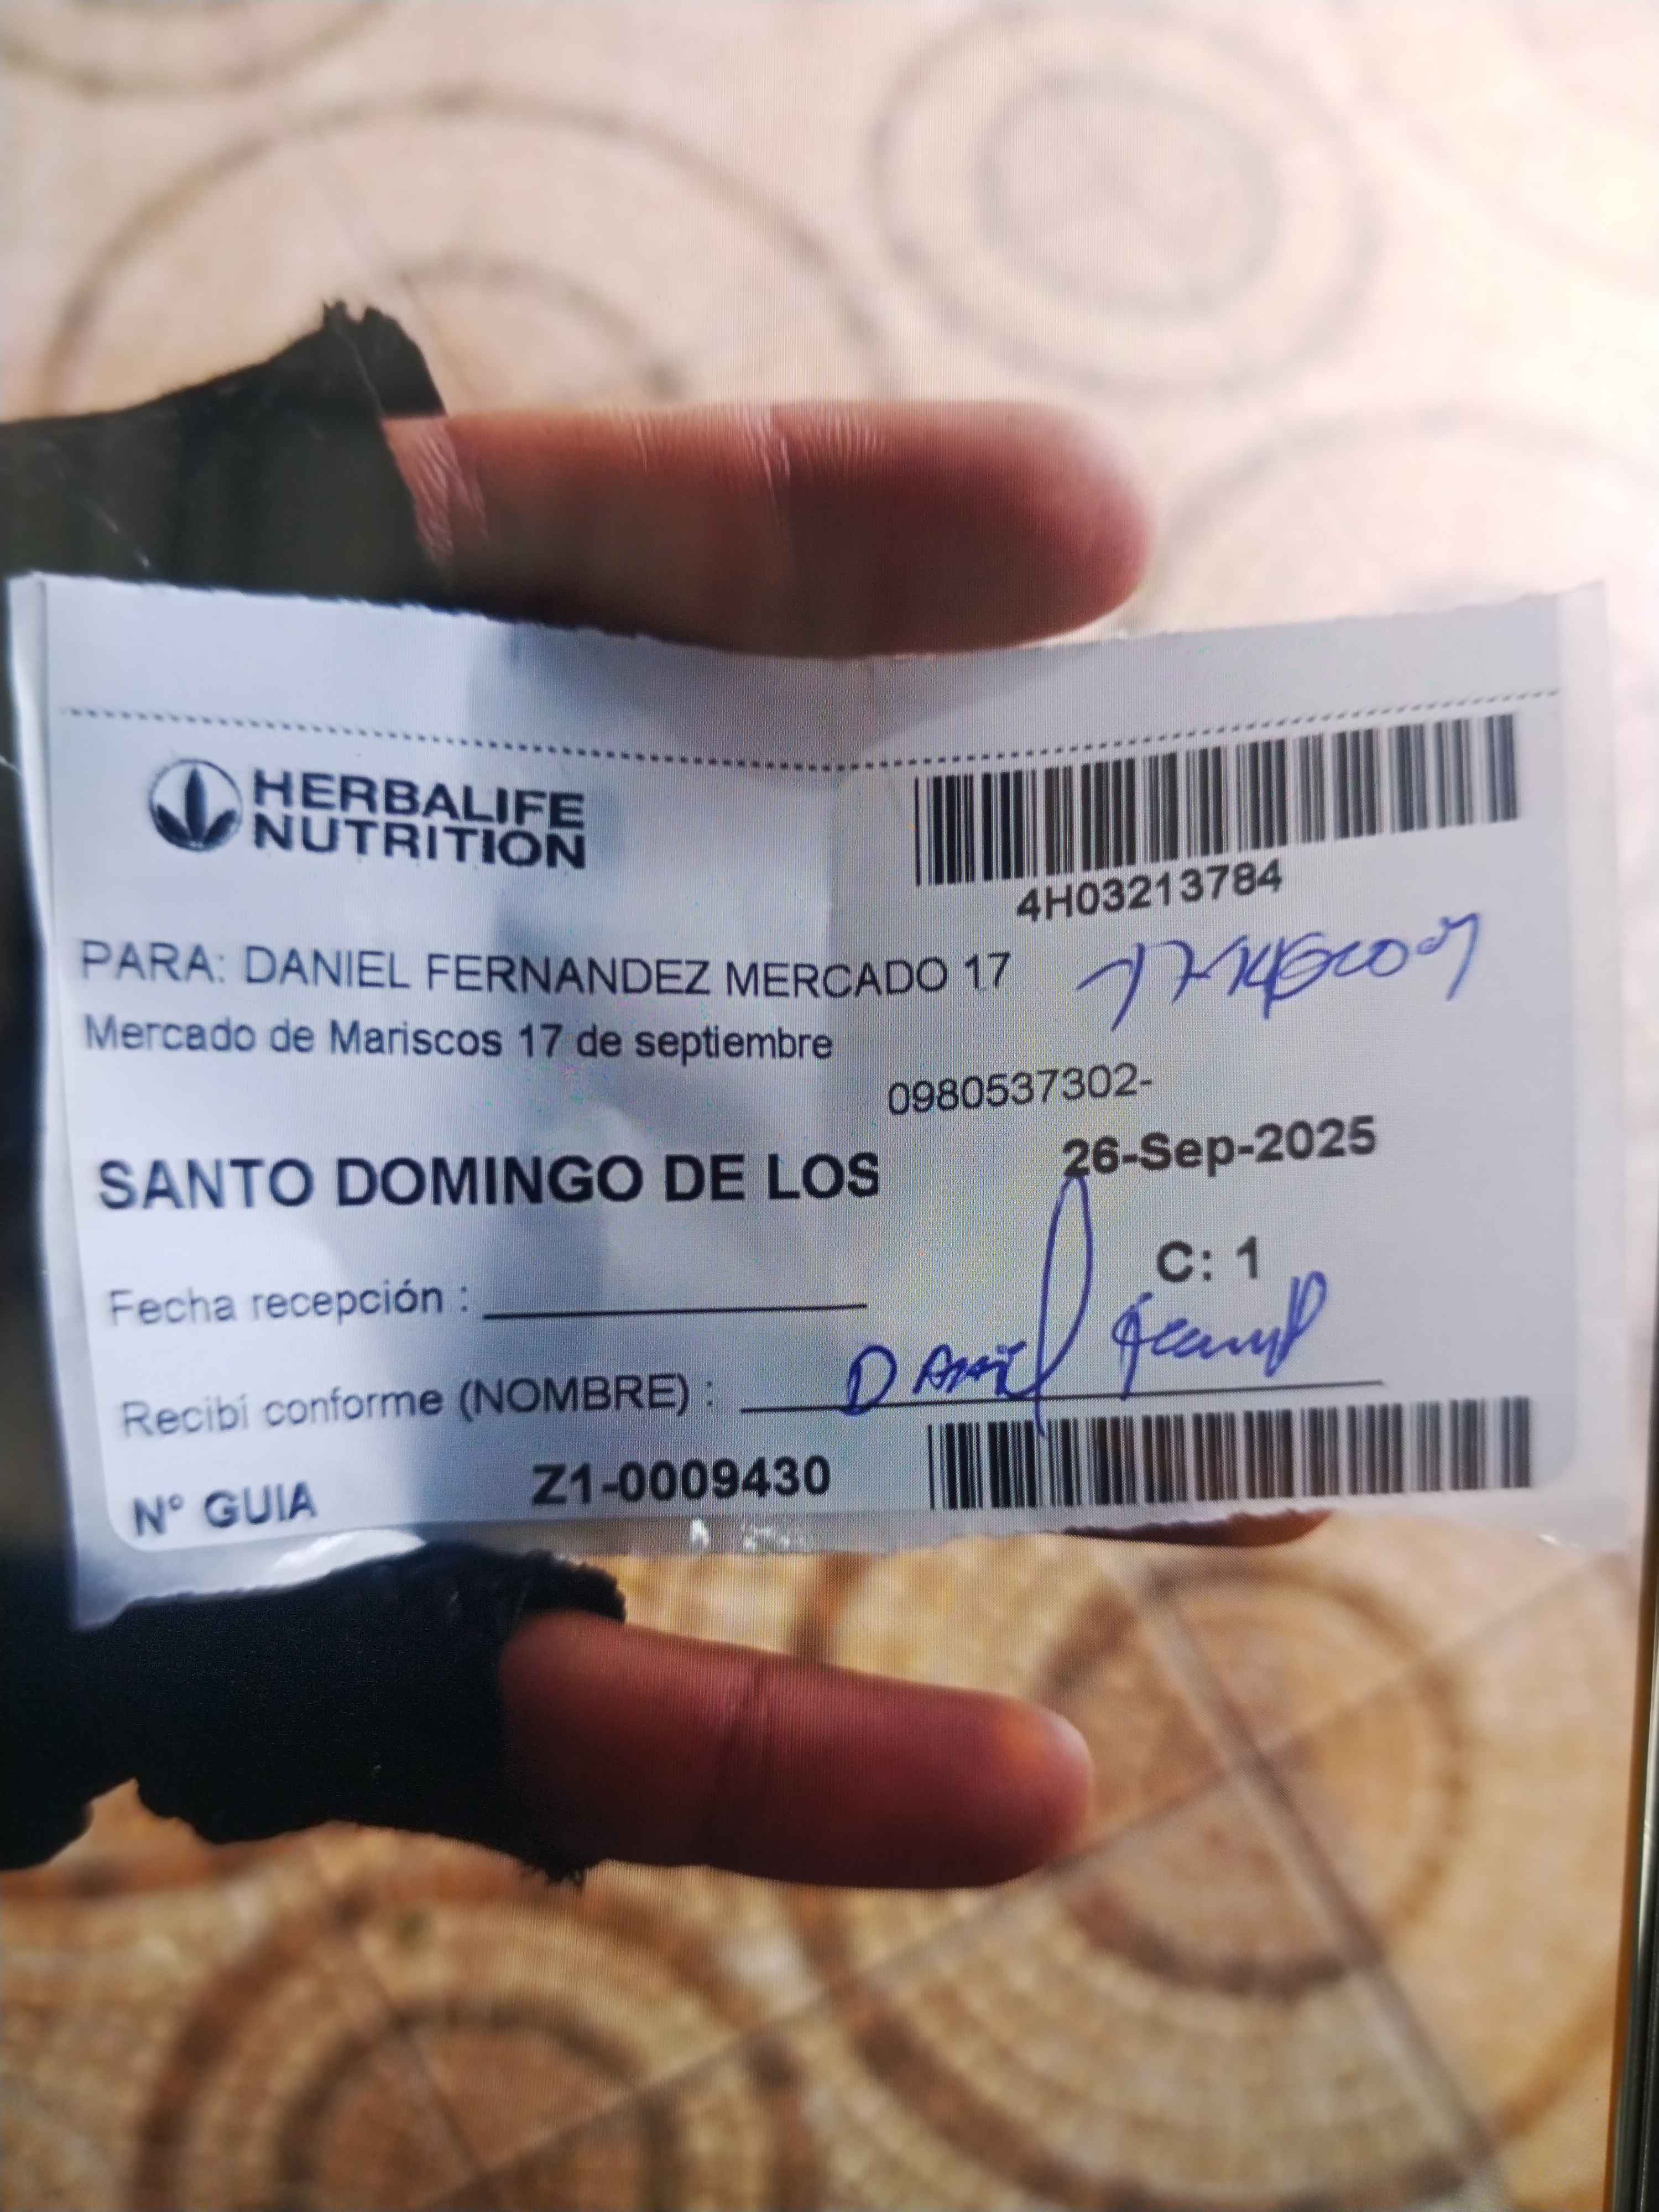 HERBALIFE
NUTRITION
4H03213784
PARA: DANIEL FERNANDEZ MERCADO 17
Mercado de Mariscos 17 de septiembre
0980537302-
SANTO DOMINGO DE LOS
26-Sep-2025
C: 1
Fecha recepción :
Recibí conforme (NOMBRE) : Daniel
N° GUIA Z1-0009430